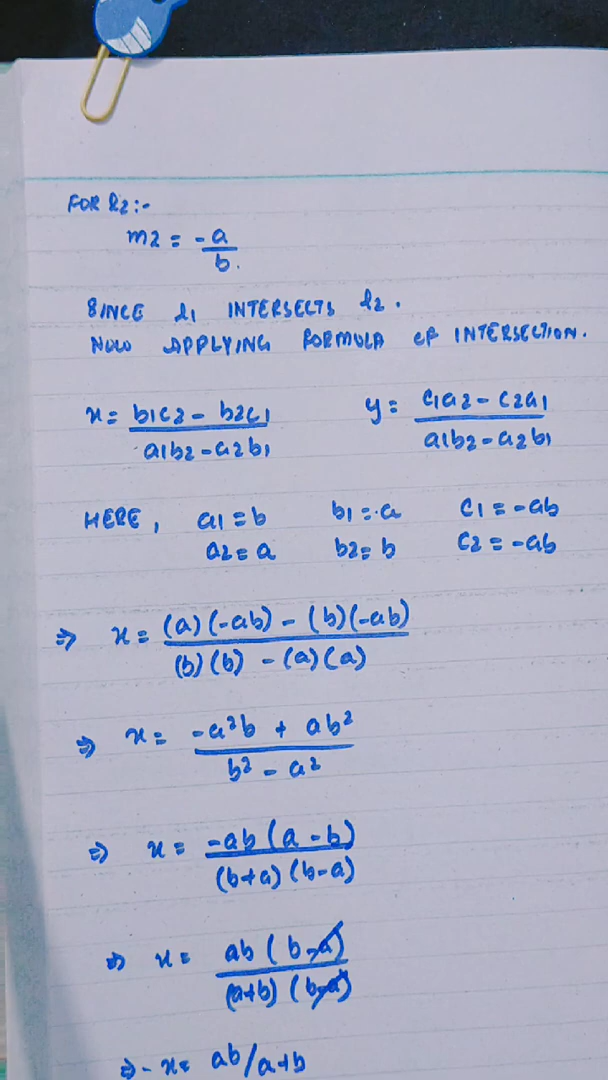 FOR l2:-
m2 = -a/b.
SINCE l1 INTERSECTS l2.
NOW APPLYING FORMULA OF INTERSECTION.
x = b1c2 - b2c1 / a1b2 - a2b1    y = c1a2 - c2a1 / a1b2 - a2b1
HERE, a1 = b    b1 = a    c1 = -ab
a2 = a    b2 = b    c2 = -ab
⇒ x = (a)(-ab) - (b)(-ab) / (b)(b) - (a)(a)
⇒ x = -a²b + ab² / b² - a²
⇒ x = -ab(a - b) / (b+a)(b-a)
⇒ x = ab(b-a) / (a+b)(b-a)
⇒ x = ab/a+b